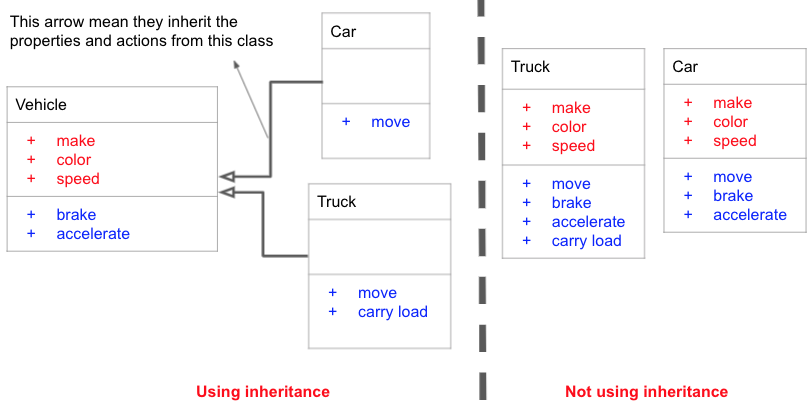 This arrow mean they inherit the
properties and actions from this class
Vehicle
+ make
+ color
+ speed
+ brake
+ accelerate
Car
+ move
Truck
+ move
+ carry load
Using inheritance
Truck
+ make
+ color
+ speed
+ move
+ brake
+ accelerate
+ carry load
Car
+ make
+ color
+ speed
+ move
+ brake
+ accelerate
Not using inheritance